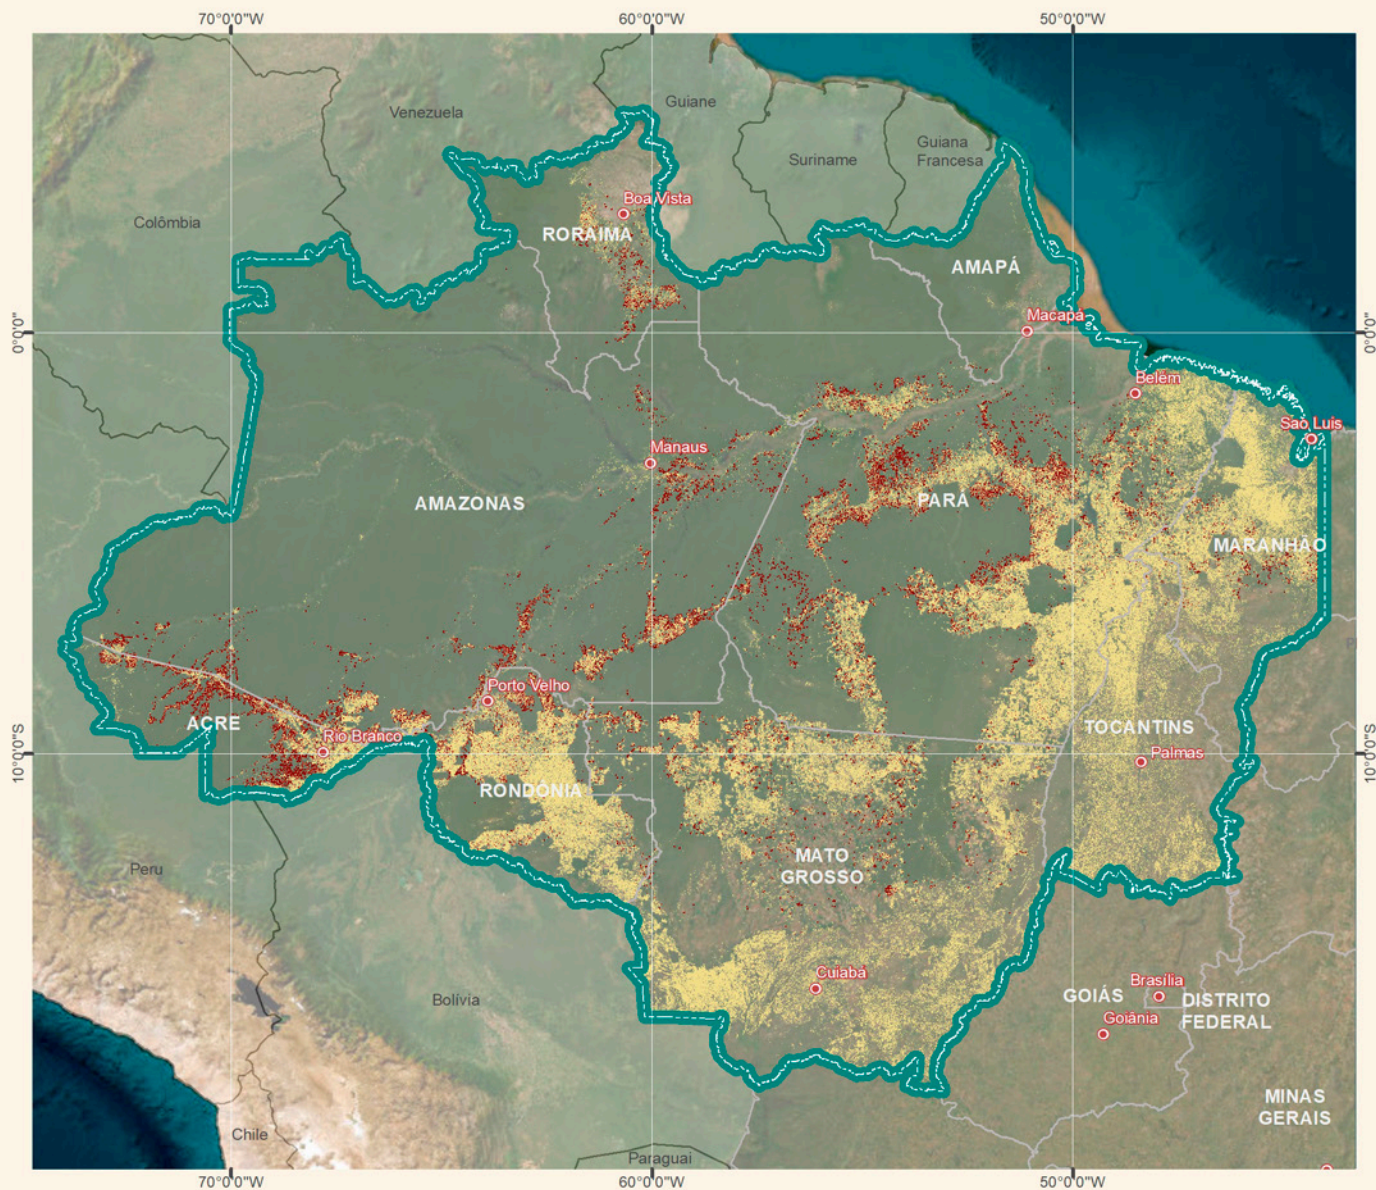 70°0'0"W
60°0'0"W
50°0'0"W
Venezuela
Guiane
Suriname
Guiana
Francesa
Colômbia
Boa Vista
RORAIMA
AMAPÁ
Macapá
0°0'0"
0°0'0"
Belém
Sao Luis
Manaus
AMAZONAS
PARÁ
MARANHÃO
Porto Velho
ACRE
Rio Branco
TOCANTINS
Palmas
10°0'0"S
10°0'0"S
RONDÔNIA
MATO
GROSSO
Peru
Cuiabá
Bolívia
Brasília
GOIÁS
DISTRITO
FEDERAL
Goiânia
MINAS
GERAIS
Chile
Paraguai
70°0'0"W
60°0'0"W
50°0'0"W